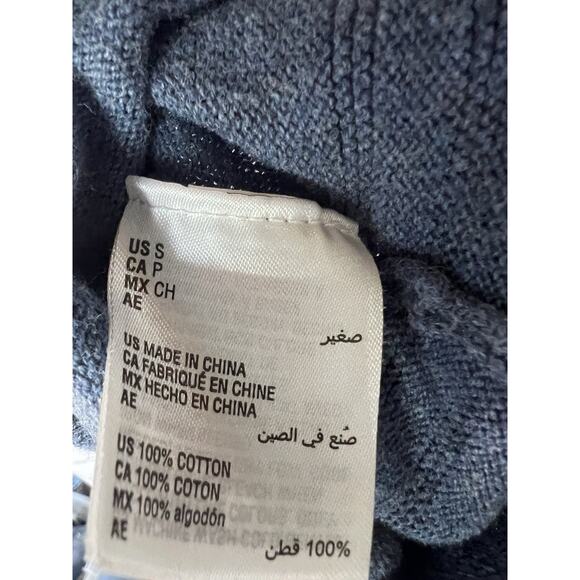 US S
CA P
MX CH
AE صغير
US MADE IN CHINA
CA FABRIQUÉ EN CHINE
MX HECHO EN CHINA
AE صُنع في الصين
US 100% COTTON
CA 100% COTON
MX 100% algodón
AE 100% قطن